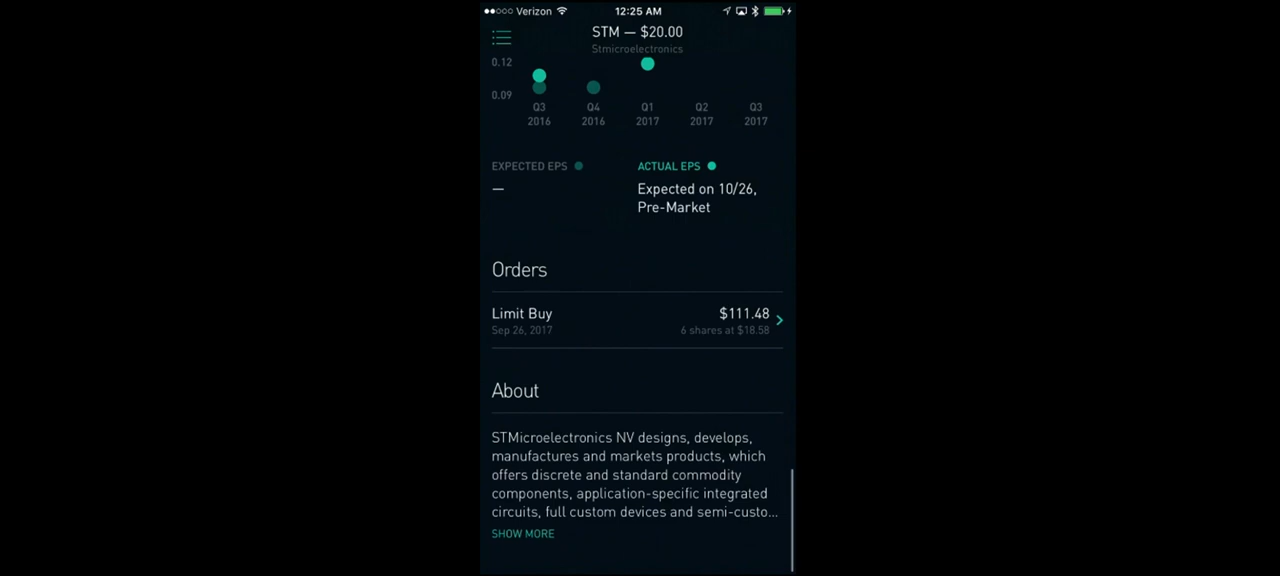 Verizon 12:25 AM
STM — $20.00
Stmicroelectronics
0.12
0.09
Q3 Q4 Q1 Q2 Q3
2016 2016 2017 2017 2017
EXPECTED EPS ACTUAL EPS
— Expected on 10/26,
Pre-Market
Orders
Limit Buy $111.48
Sep 26, 2017 6 shares at $18.58
About
STMicroelectronics NV designs, develops,
manufactures and markets products, which
offers discrete and standard commodity
components, application-specific integrated
circuits, full custom devices and semi-custo...
SHOW MORE